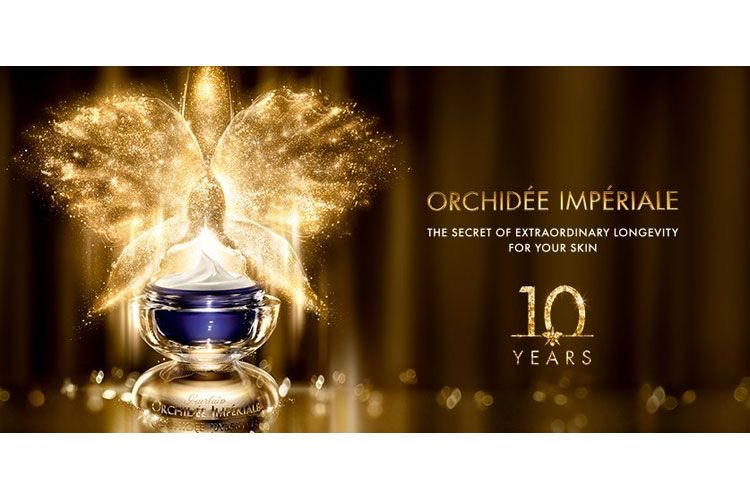 ORCHIDÉE IMPÉRIALE
THE SECRET OF EXTRAORDINARY LONGEVITY
FOR YOUR SKIN
10
YEARS
Guerlain
ORCHIDÉE IMPÉRIALE